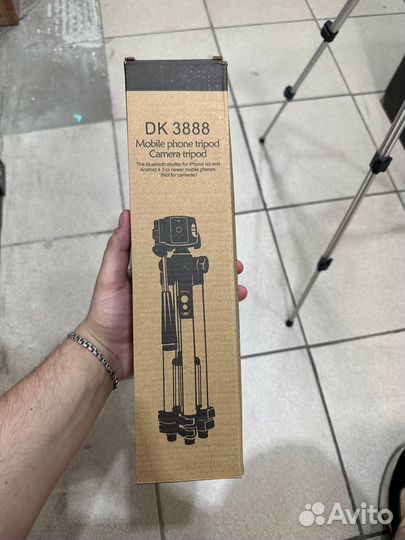 DK 3888
Mobile phone tripod
Camera tripod
The bluetooth shutter for iPhone iso and
Android 4.3 or newer mobile phones
(Not for cameras)
Avito